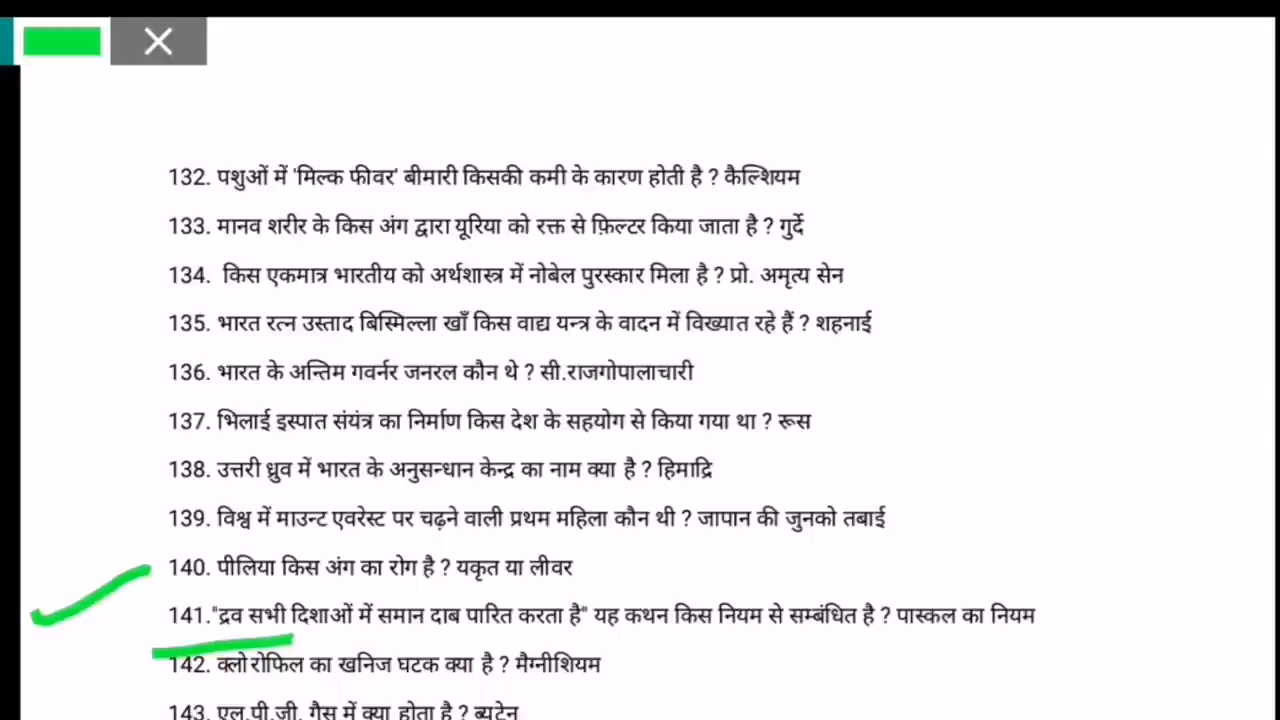 132. पशुओं में 'मिल्क फीवर' बीमारी किसकी कमी के कारण होती है ? कैल्शियम
133. मानव शरीर के किस अंग द्वारा यूरिया को रक्त से फ़िल्टर किया जाता है ? गुर्दे
134. किस एकमात्र भारतीय को अर्थशास्त्र में नोबेल पुरस्कार मिला है ? प्रो. अमृत्य सेन
135. भारत रत्न उस्ताद बिस्मिल्ला खाँ किस वाद्य यन्त्र के वादन में विख्यात रहे हैं ? शहनाई
136. भारत के अन्तिम गवर्नर जनरल कौन थे ? सी.राजगोपालाचारी
137. भिलाई इस्पात संयंत्र का निर्माण किस देश के सहयोग से किया गया था ? रूस
138. उत्तरी ध्रुव में भारत के अनुसन्धान केन्द्र का नाम क्या है ? हिमाद्रि
139. विश्व में माउन्ट एवरेस्ट पर चढ़ने वाली प्रथम महिला कौन थी ? जापान की जुनको तबाई
140. पीलिया किस अंग का रोग है ? यकृत या लीवर
141."द्रव सभी दिशाओं में समान दाब पारित करता है" यह कथन किस नियम से सम्बंधित है ? पास्कल का नियम
142. क्लोरोफिल का खनिज घटक क्या है ? मैग्नीशियम
143. एल.पी.जी. गैस में क्या होता है ? ब्यूटेन